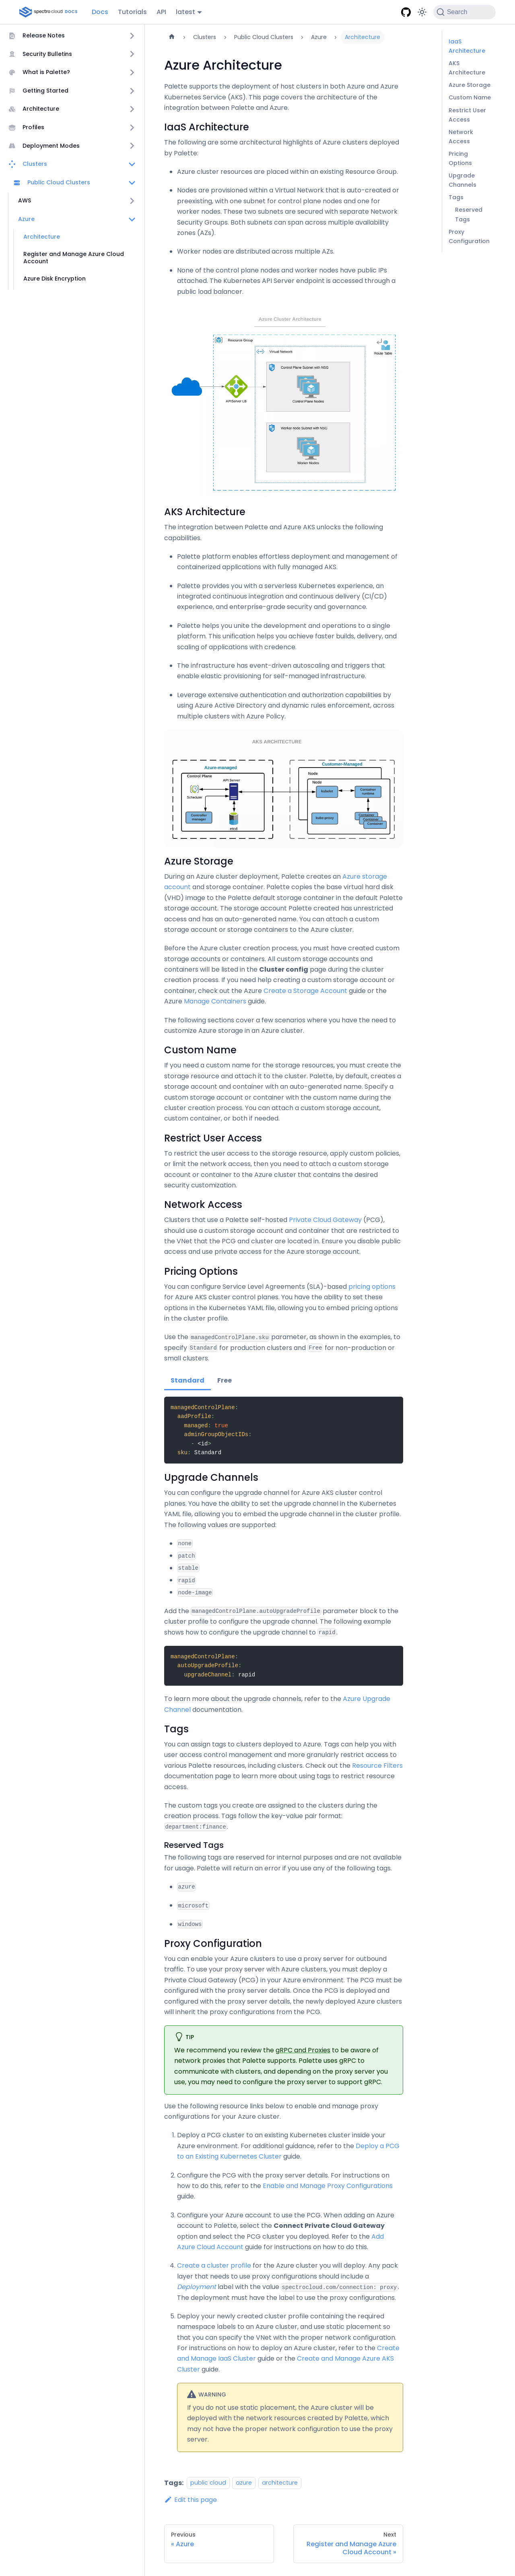 spectro cloud DOCS
Docs
Tutorials
API
latest
Search
Release Notes
Security Bulletins
What is Palette?
Getting Started
Architecture
Profiles
Deployment Modes
Clusters
Public Cloud Clusters
AWS
Azure
Architecture
Register and Manage Azure Cloud
Account
Azure Disk Encryption
Clusters
Public Cloud Clusters
Azure
Architecture
Azure Architecture
Palette supports the deployment of host clusters in both Azure and Azure
Kubernetes Service (AKS). This page covers the architecture of the
integration between Palette and Azure.
IaaS Architecture
The following are some architectural highlights of Azure clusters deployed
by Palette:
Azure cluster resources are placed within an existing Resource Group.
Nodes are provisioned within a Virtual Network that is auto-created or
preexisting, with one subnet for control plane nodes and one for
worker nodes. These two subnets are secured with separate Network
Security Groups. Both subnets can span across multiple availability
zones (AZs).
Worker nodes are distributed across multiple AZs.
None of the control plane nodes and worker nodes have public IPs
attached. The Kubernetes API Server endpoint is accessed through a
public load balancer.
Azure Cluster Architecture
Resource Group
Route Table
Virtual Network
Control Plane Subnet with NSG
Control-Plane Nodes
APIServer LB
Worker Subnet with NSG
Worker Nodes
AKS Architecture
The integration between Palette and Azure AKS unlocks the following
capabilities.
Palette platform enables effortless deployment and management of
containerized applications with fully managed AKS.
Palette provides you with a serverless Kubernetes experience, an
integrated continuous integration and continuous delivery (CI/CD)
experience, and enterprise-grade security and governance.
Palette helps you unite the development and operations to a single
platform. This unification helps you achieve faster builds, delivery, and
scaling of applications with credence.
The infrastructure has event-driven autoscaling and triggers that
enable elastic provisioning for self-managed infrastructure.
Leverage extensive authentication and authorization capabilities by
using Azure Active Directory and dynamic rules enforcement, across
multiple clusters with Azure Policy.
AKS ARCHITECTURE
Azure-managed
Customer-Managed
Control Plane
Node
Node
API Server
Scheduler
Kubelet
Container
runtime
Controller
manager
etcd
Kube-proxy
Container
Container
Container
Azure Storage
During an Azure cluster deployment, Palette creates an Azure storage
account and storage container. Palette copies the base virtual hard disk
(VHD) image to the Palette default storage container in the default Palette
storage account. The storage account Palette created has unrestricted
access and has an auto-generated name. You can attach a custom
storage account or storage containers to the Azure cluster.
Before the Azure cluster creation process, you must have created custom
storage accounts or containers. All custom storage accounts and
containers will be listed in the Cluster config page during the cluster
creation process. If you need help creating a custom storage account or
container, check out the Azure Create a Storage Account guide or the
Azure Manage Containers guide.
The following sections cover a few scenarios where you have the need to
customize Azure storage in an Azure cluster.
Custom Name
If you need a custom name for the storage resources, you must create the
storage resource and attach it to the cluster. Palette, by default, creates a
storage account and container with an auto-generated name. Specify a
custom storage account or container with the custom name during the
cluster creation process. You can attach a custom storage account,
custom container, or both if needed.
Restrict User Access
To restrict the user access to the storage resource, apply custom policies,
or limit the network access, then you need to attach a custom storage
account or container to the Azure cluster that contains the desired
security customization.
Network Access
Clusters that use a Palette self-hosted Private Cloud Gateway (PCG),
should use a custom storage account and container that are restricted to
the VNet that the PCG and cluster are located in. Ensure you disable public
access and use private access for the Azure storage account.
Pricing Options
You can configure Service Level Agreements (SLA)-based pricing options
for Azure AKS cluster control planes. You have the ability to set these
options in the Kubernetes YAML file, allowing you to embed pricing options
in the cluster profile.
Use the managedControlPlane.sku parameter, as shown in the examples, to
specify Standard for production clusters and Free for non-production or
small clusters.
Standard
Free
managedControlPlane:
aadProfile:
managed: true
adminGroupObjectIDs:
- <id>
sku: Standard
Upgrade Channels
You can configure the upgrade channel for Azure AKS cluster control
planes. You have the ability to set the upgrade channel in the Kubernetes
YAML file, allowing you to embed the upgrade channel in the cluster profile.
The following values are supported:
none
patch
stable
rapid
node-image
Add the managedControlPlane.autoUpgradeProfile parameter block to the
cluster profile to configure the upgrade channel. The following example
shows how to configure the upgrade channel to rapid.
managedControlPlane:
autoUpgradeProfile:
upgradeChannel: rapid
To learn more about the upgrade channels, refer to the Azure Upgrade
Channel documentation.
Tags
You can assign tags to clusters deployed to Azure. Tags can help you with
user access control management and more granularly restrict access to
various Palette resources, including clusters. Check out the Resource Filters
documentation page to learn more about using tags to restrict resource
access.
The custom tags you create are assigned to the clusters during the
creation process. Tags follow the key-value pair format:
department:finance.
Reserved Tags
The following tags are reserved for internal purposes and are not available
for usage. Palette will return an error if you use any of the following tags.
azure
microsoft
windows
Proxy Configuration
You can enable your Azure clusters to use a proxy server for outbound
traffic. To use your proxy server with Azure clusters, you must deploy a
Private Cloud Gateway (PCG) in your Azure environment. The PCG must be
configured with the proxy server details. Once the PCG is deployed and
configured with the proxy server details, the newly deployed Azure clusters
will inherit the proxy configurations from the PCG.
TIP
We recommend you review the gRPC and Proxies to be aware of
network proxies that Palette supports. Palette uses gRPC to
communicate with clusters, and depending on the proxy server you
use, you may need to configure the proxy server to support gRPC.
Use the following resource links below to enable and manage proxy
configurations for your Azure cluster.
1. Deploy a PCG cluster to an existing Kubernetes cluster inside your
Azure environment. For additional guidance, refer to the Deploy a PCG
to an Existing Kubernetes Cluster guide.
2. Configure the PCG with the proxy server details. For instructions on
how to do this, refer to the Enable and Manage Proxy Configurations
guide.
3. Configure your Azure account to use the PCG. When adding an Azure
account to Palette, select the Connect Private Cloud Gateway
option and select the PCG cluster you deployed. Refer to the Add
Azure Cloud Account guide for instructions on how to do this.
4. Create a cluster profile for the Azure cluster you will deploy. Any pack
layer that needs to use proxy configurations should include a
Deployment label with the value spectrocloud.com/connection: proxy.
The deployment must have the label to use the proxy configurations.
5. Deploy your newly created cluster profile containing the required
namespace labels to an Azure cluster, and use static placement so
that you can specify the VNet with the proper network configuration.
For instructions on how to deploy an Azure cluster, refer to the Create
and Manage IaaS Cluster guide or the Create and Manage Azure AKS
Cluster guide.
WARNING
If you do not use static placement, the Azure cluster will be
deployed with the network resources created by Palette, which
may not have the proper network configuration to use the proxy
server.
Tags:
public cloud
azure
architecture
Edit this page
Previous
« Azure
Next
Register and Manage Azure
Cloud Account »
IaaS
Architecture
AKS
Architecture
Azure Storage
Custom Name
Restrict User
Access
Network
Access
Pricing
Options
Upgrade
Channels
Tags
Reserved
Tags
Proxy
Configuration